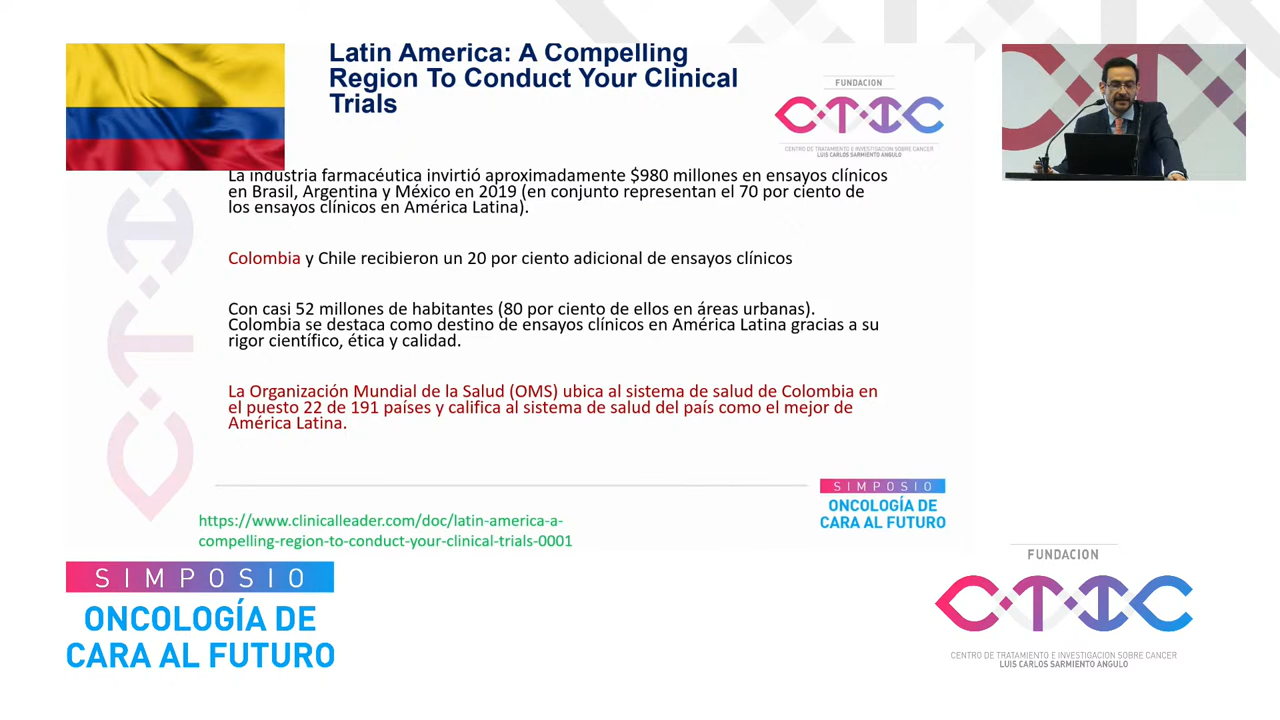 Latin America: A Compelling
Region To Conduct Your Clinical
Trials
FUNDACION
CTIC
CENTRO DE TRATAMIENTO E INVESTIGACION SOBRE CANCER
LUIS CARLOS SARMIENTO ANGULO
La industria farmacéutica invirtió aproximadamente $980 millones en ensayos clínicos
en Brasil, Argentina y México en 2019 (en conjunto representan el 70 por ciento de
los ensayos clínicos en América Latina).
Colombia y Chile recibieron un 20 por ciento adicional de ensayos clínicos
Con casi 52 millones de habitantes (80 por ciento de ellos en áreas urbanas).
Colombia se destaca como destino de ensayos clínicos en América Latina gracias a su
rigor científico, ética y calidad.
La Organización Mundial de la Salud (OMS) ubica al sistema de salud de Colombia en
el puesto 22 de 191 países y califica al sistema de salud del país como el mejor de
América Latina.
CTIC
SIMPOSIO
ONCOLOGÍA DE
CARA AL FUTURO
https://www.clinicalleader.com/doc/latin-america-a-
compelling-region-to-conduct-your-clinical-trials-0001
SIMPOSIO
ONCOLOGÍA DE
CARA AL FUTURO
FUNDACION
CTIC
CENTRO DE TRATAMIENTO E INVESTIGACION SOBRE CANCER
LUIS CARLOS SARMIENTO ANGULO